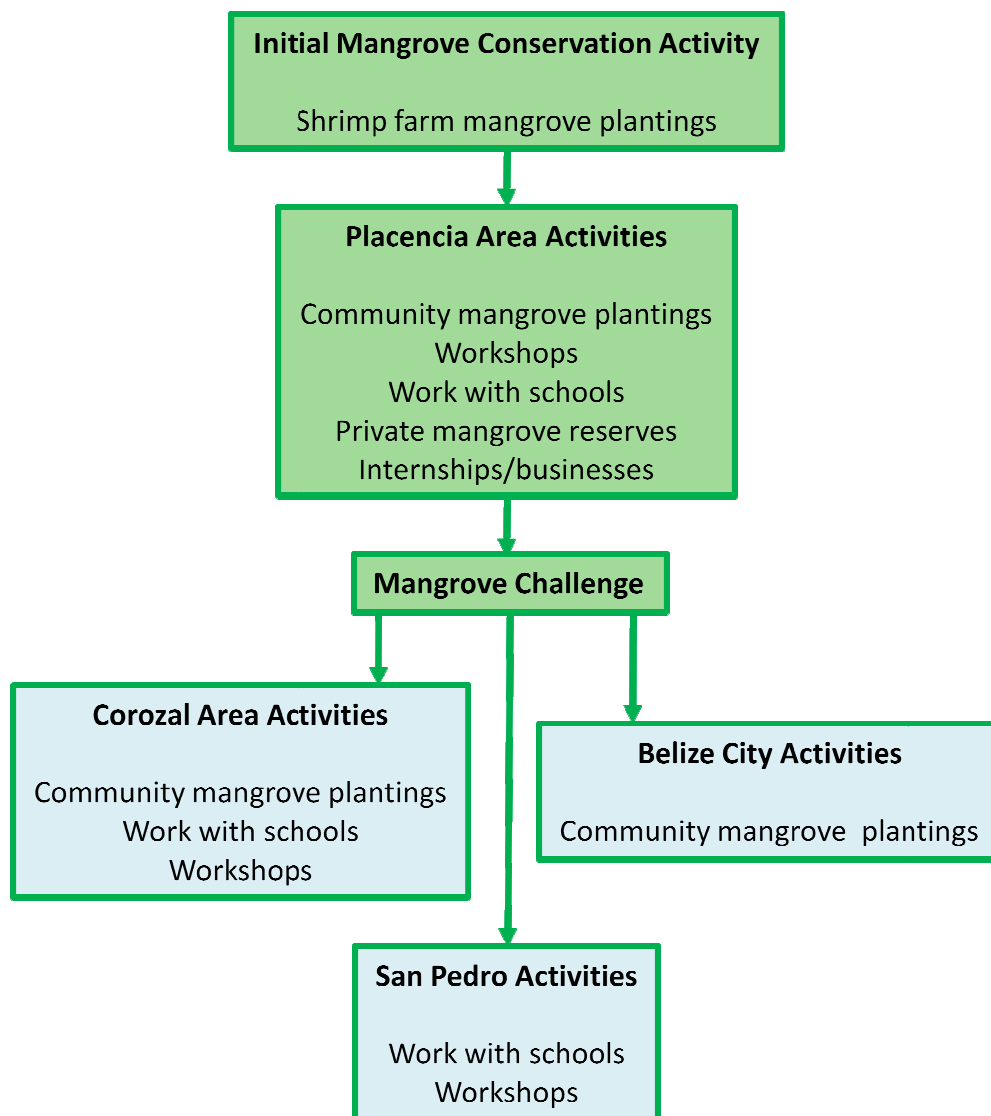 Initial Mangrove Conservation Activity
Shrimp farm mangrove plantings
Placencia Area Activities
Community mangrove plantings
Workshops
Work with schools
Private mangrove reserves
Internships/businesses
Mangrove Challenge
Corozal Area Activities
Community mangrove plantings
Work with schools
Workshops
Belize City Activities
Community mangrove  plantings
San Pedro Activities
Work with schools
Workshops